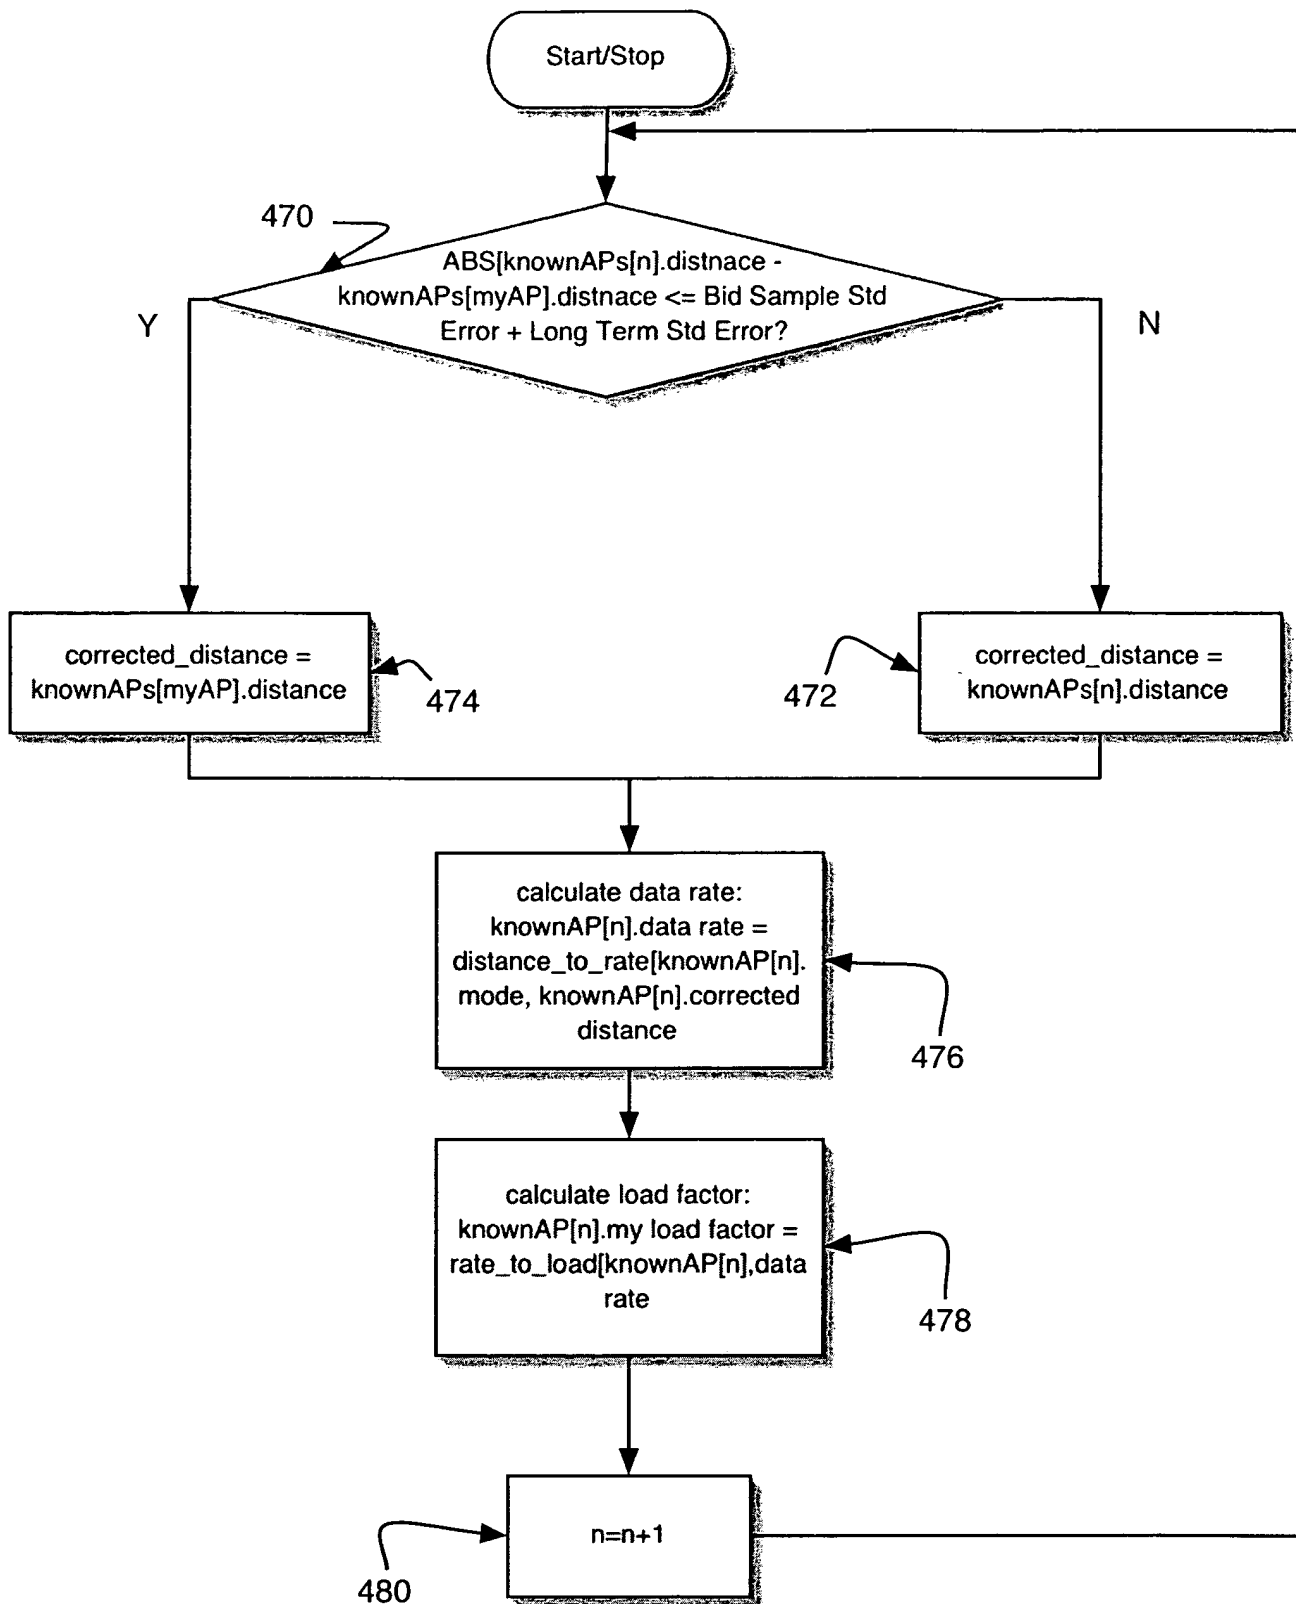 Start/Stop
470
ABS[knownAPs[n].distnace -
knownAPs[myAP].distnace <= Bid Sample Std
Error + Long Term Std Error?
Y
N
corrected_distance =
knownAPs[myAP].distance
474
472
corrected_distance =
knownAPs[n].distance
calculate data rate:
knownAP[n].data rate =
distance_to_rate[knownAP[n].
mode, knownAP[n].corrected
distance
476
calculate load factor:
knownAP[n].my load factor =
rate_to_load[knownAP[n],data
rate
478
n=n+1
480